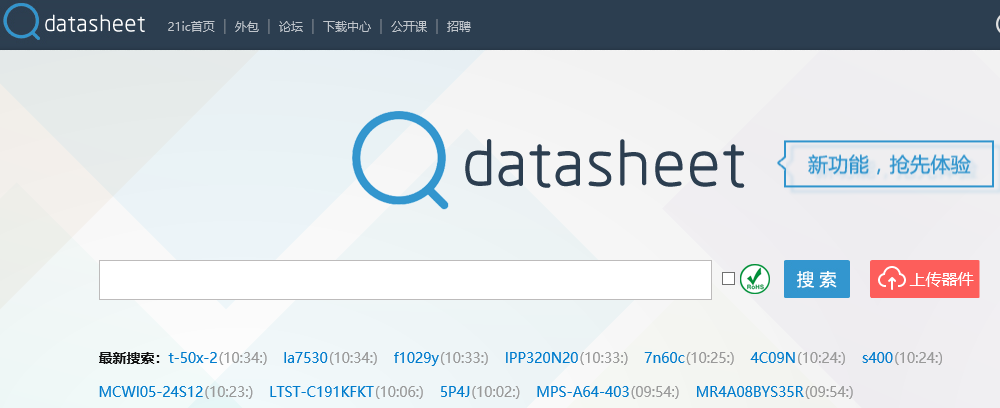 datasheet 21ic首页 | 外包 | 论坛 | 下载中心 | 公开课 | 招聘
datasheet
新功能，抢先体验
RoHS 搜 索 上传器件
最新搜索：t-50x-2(10:34:) la7530(10:34:) f1029y(10:33:) IPP320N20(10:33:) 7n60c(10:25:) 4C09N(10:24:) s400(10:24:)
MCWI05-24S12(10:23:) LTST-C191KFKT(10:06:) 5P4J(10:02:) MPS-A64-403(09:54:) MR4A08BYS35R(09:54:)